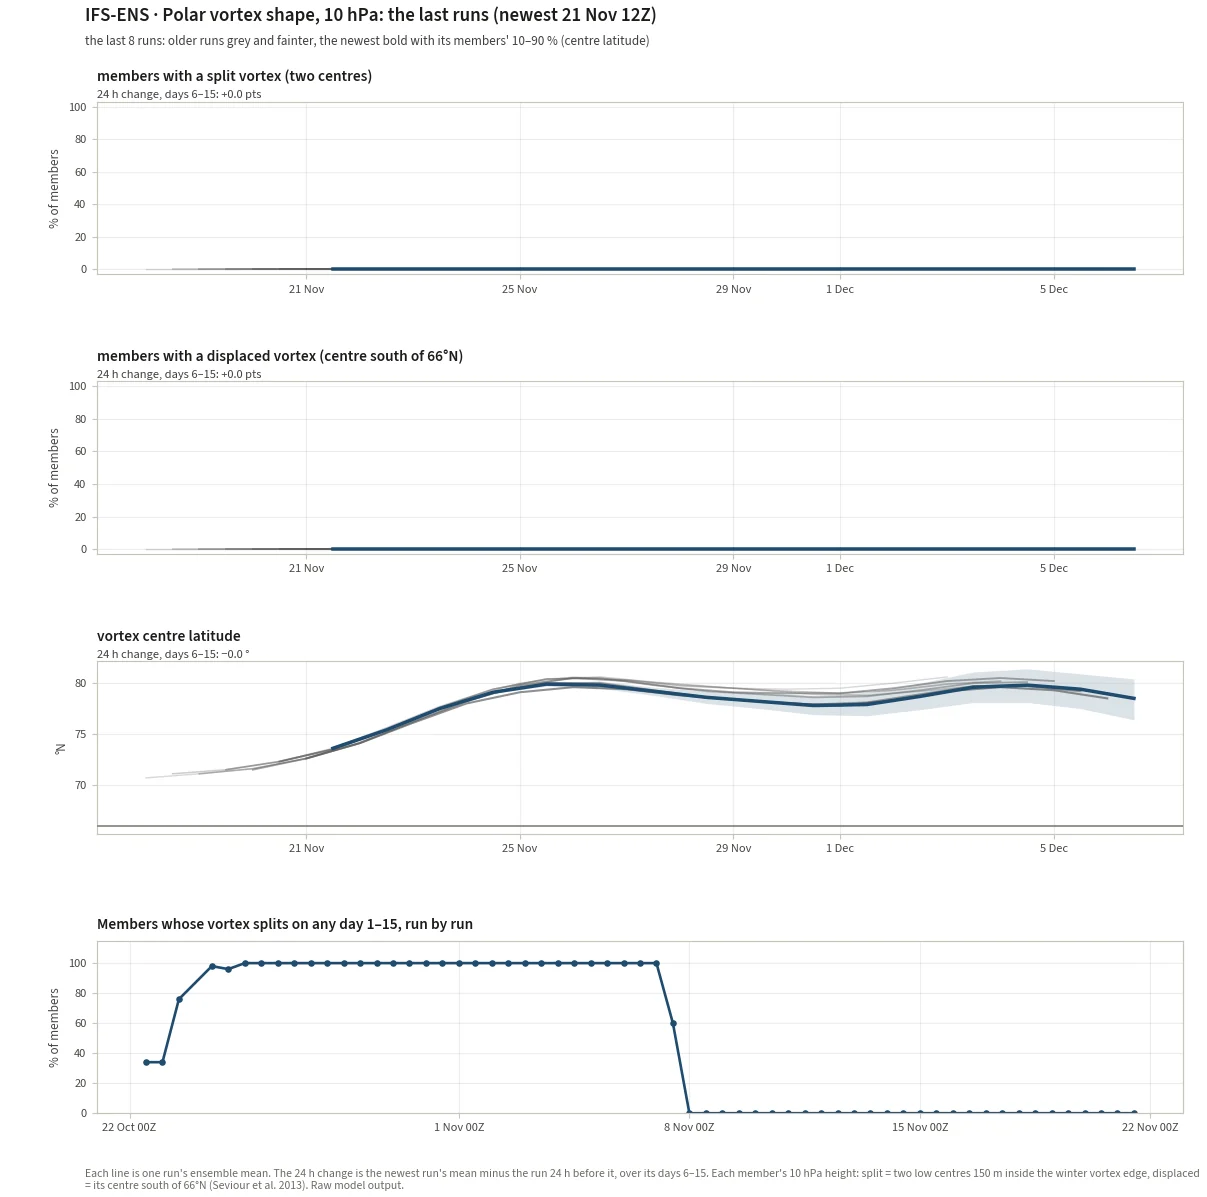 IFS-ENS · Polar vortex shape, 10 hPa: the last runs (newest 21 Nov 12Z)
the last 8 runs: older runs grey and fainter, the newest bold with its members' 10–90 % (centre latitude)
members with a split vortex (two centres)
24 h change, days 6–15: +0.0 pts
100
80
60
40
20
0
% of members
21 Nov
25 Nov
29 Nov
1 Dec
5 Dec
members with a displaced vortex (centre south of 66°N)
24 h change, days 6–15: +0.0 pts
100
80
60
40
20
0
% of members
21 Nov
25 Nov
29 Nov
1 Dec
5 Dec
vortex centre latitude
24 h change, days 6–15: −0.0 °
80
75
70
°N
21 Nov
25 Nov
29 Nov
1 Dec
5 Dec
Members whose vortex splits on any day 1–15, run by run
100
80
60
40
20
0
% of members
22 Oct 00Z
1 Nov 00Z
8 Nov 00Z
15 Nov 00Z
22 Nov 00Z
Each line is one run's ensemble mean. The 24 h change is the newest run's mean minus the run 24 h before it, over its days 6–15. Each member's 10 hPa height: split = two low centres 150 m inside the winter vortex edge, displaced
= its centre south of 66°N (Seviour et al. 2013). Raw model output.